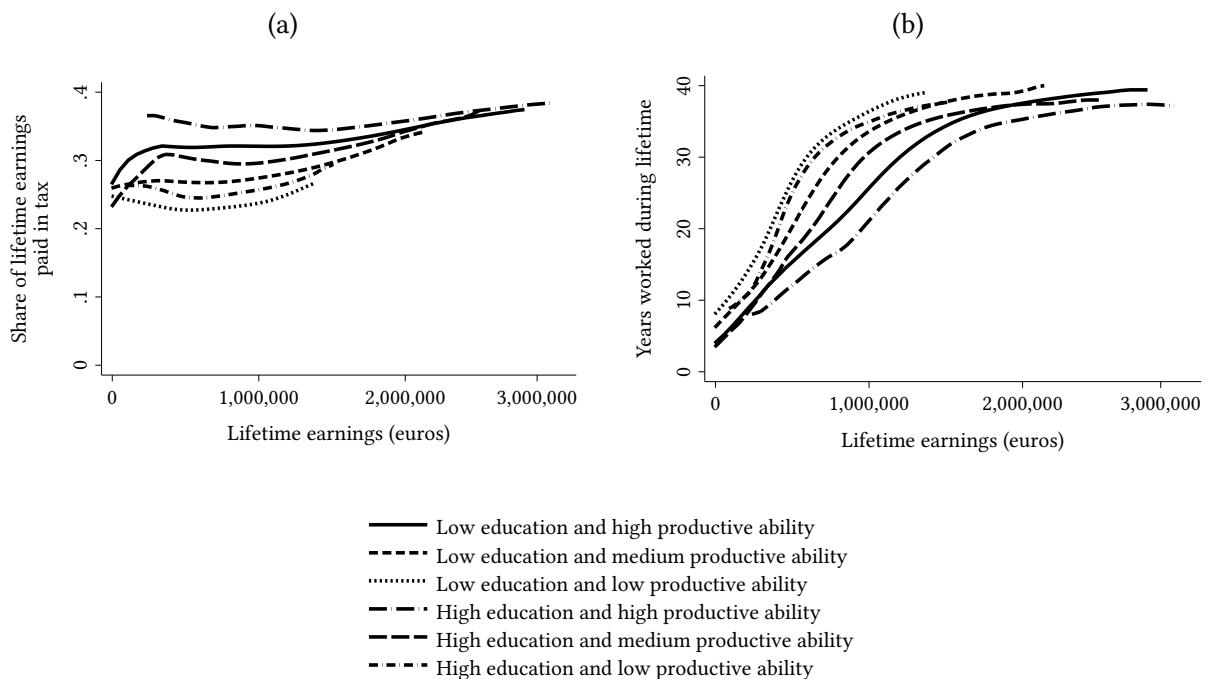 (a)
.4
.3
.2
.1
0
Share of lifetime earnings
paid in tax
0
1,000,000
2,000,000
3,000,000
Lifetime earnings (euros)
(b)
40
30
20
10
0
Years worked during lifetime
0
1,000,000
2,000,000
3,000,000
Lifetime earnings (euros)
Low education and high productive ability
Low education and medium productive ability
Low education and low productive ability
High education and high productive ability
High education and medium productive ability
High education and low productive ability